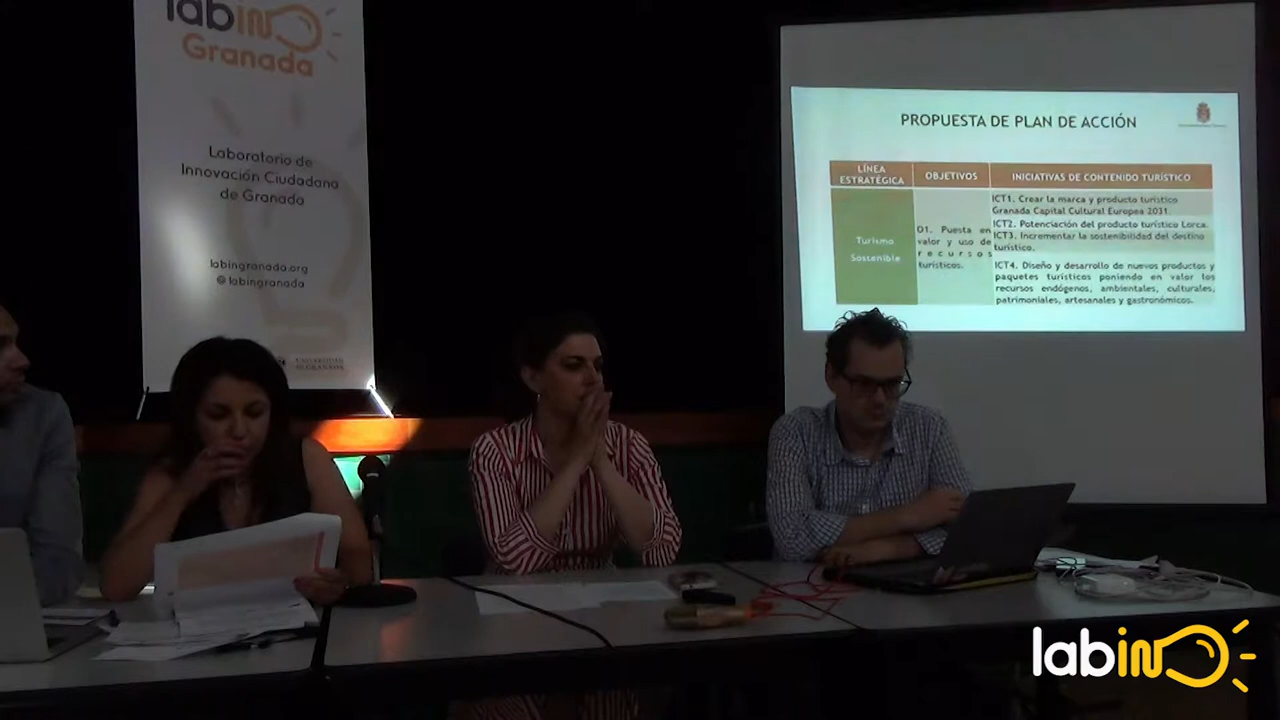 labin
Granada
Laboratorio de
Innovación Ciudadana
de Granada
labingranada.org
@labingranada
UNIVERSIDAD
DE GRANADA
PROPUESTA DE PLAN DE ACCIÓN
LÍNEA
ESTRATÉGICA
OBJETIVOS
INICIATIVAS DE CONTENIDO TURÍSTICO
Turismo
Sostenible
O1. Puesta en
valor y uso de
recursos
turísticos.
ICT1. Crear la marca y producto turístico
Granada Capital Cultural Europea 2031.
ICT2. Potenciación del producto turístico Lorca.
ICT3. Incrementar la sostenibilidad del destino
turístico.
ICT4. Diseño y desarrollo de nuevos productos y
paquetes turísticos poniendo en valor los
recursos endógenos, ambientales, culturales,
patrimoniales, artesanales y gastronómicos.
labin